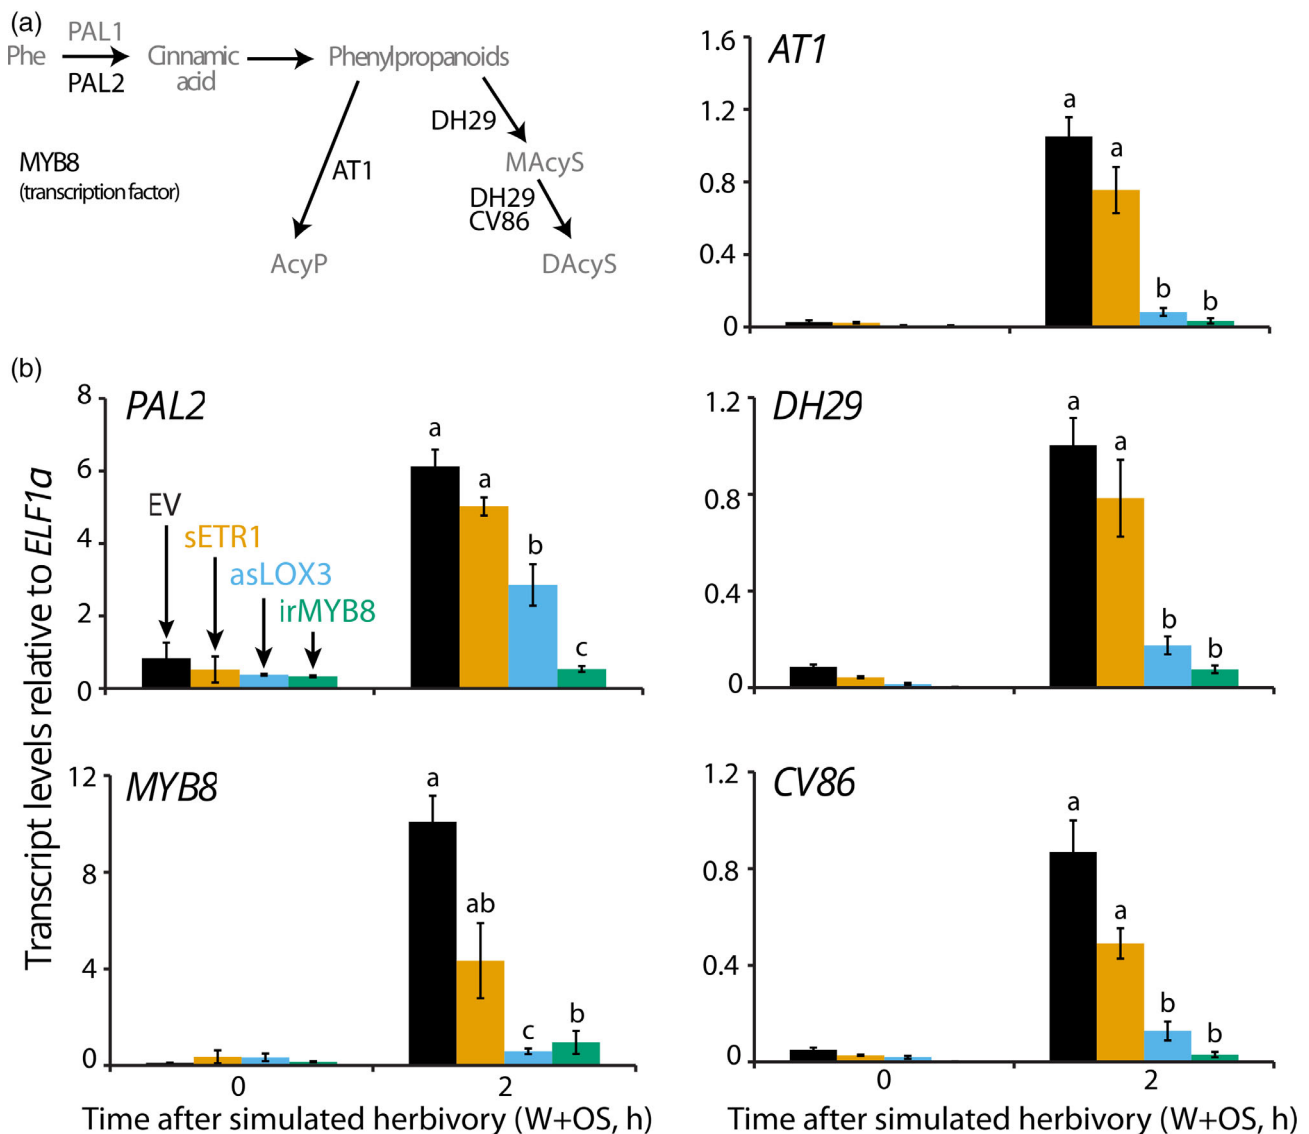 (a)
PAL1
Phe
PAL2
Cinnamic
acid
Phenylpropanoids
DH29
MYB8
(transcription factor)
AT1
MAcyS
DH29
CV86
AcyP
DAcyS
AT1
1.6
1.2
0.8
0.4
0
a
a
b
b
(b)
Transcript levels relative to ELF1a
PAL2
8
6
4
2
0
EV
sETR1
asLOX3
irMYB8
a
a
b
c
DH29
1.2
0.8
0.4
0
a
a
b
b
MYB8
12
8
4
0
a
ab
c
b
0
2
Time after simulated herbivory (W+OS, h)
CV86
1.2
0.8
0.4
0
a
a
b
b
0
2
Time after simulated herbivory (W+OS, h)